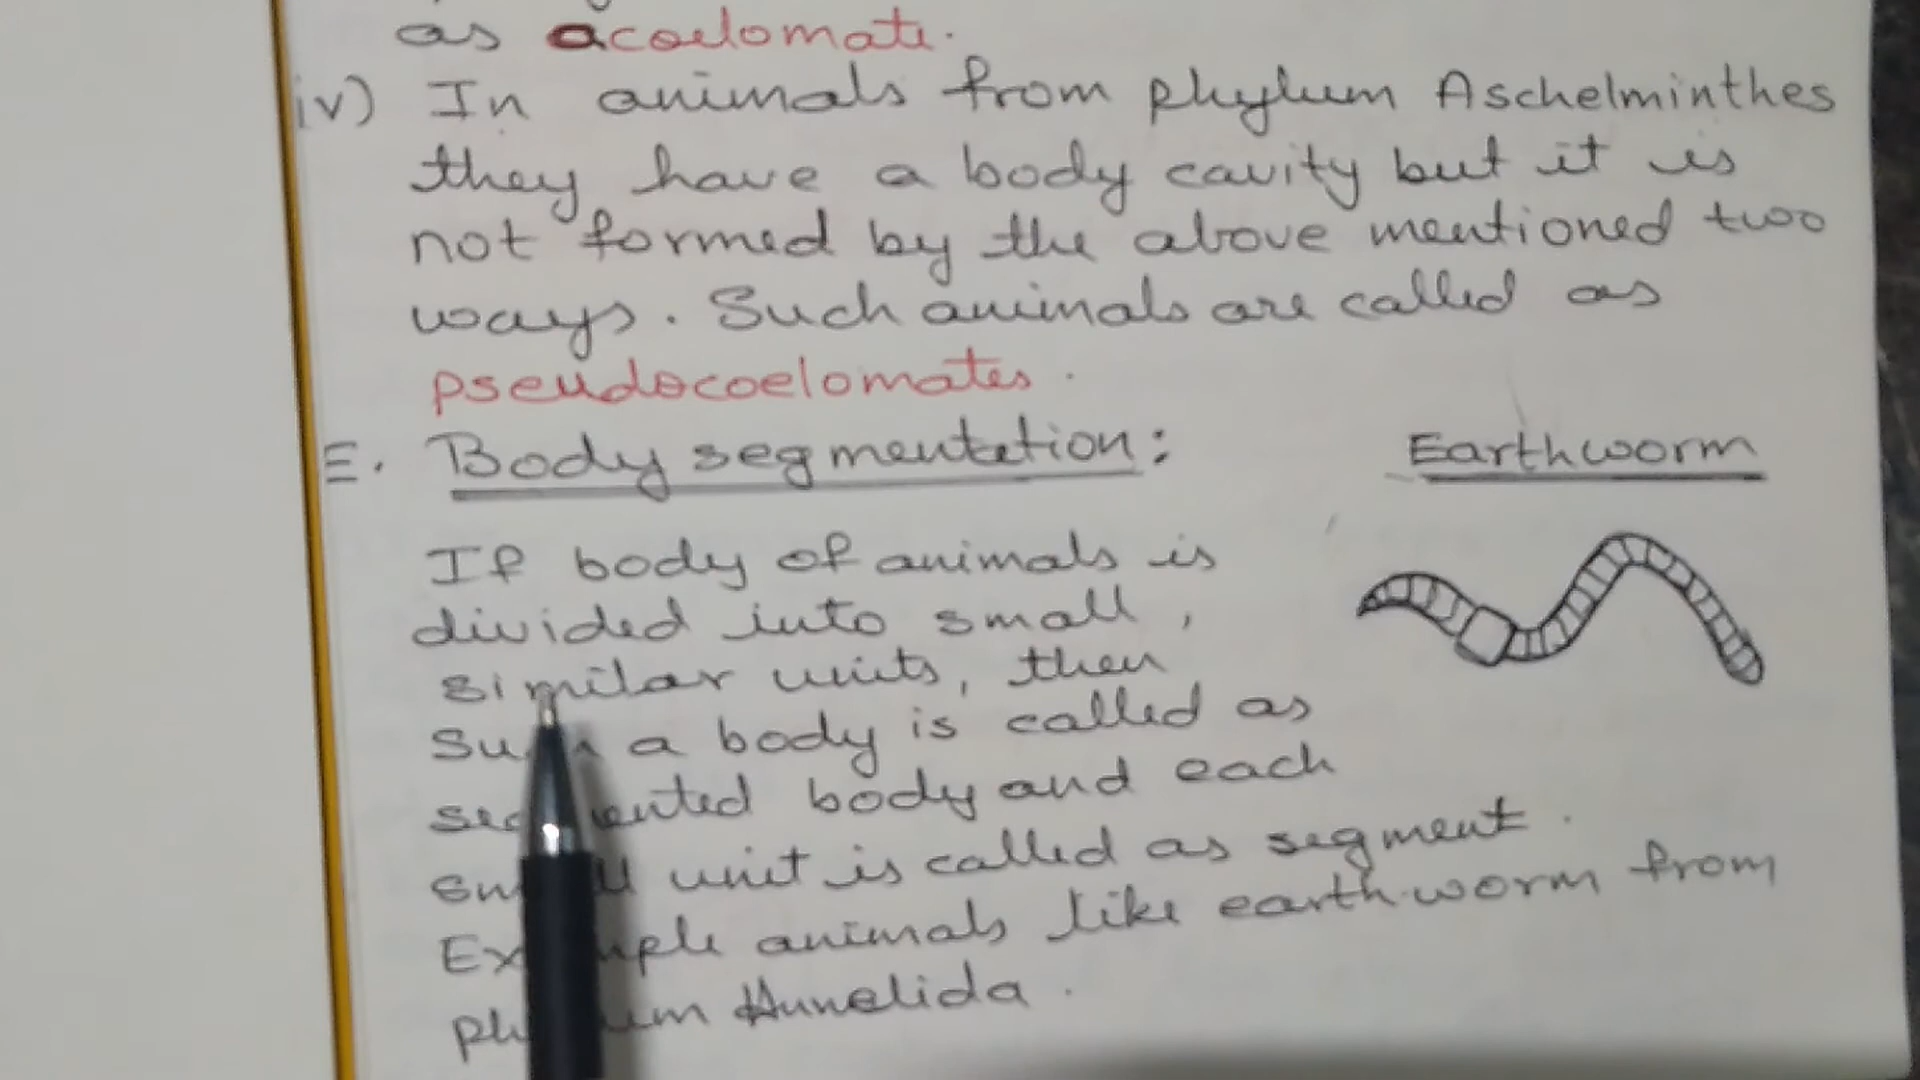 as acoelomate.
iv) In animals from phylum Aschelminthes
they have a body cavity but it is
not formed by the above mentioned two
ways. Such animals are called as
pseudocoelomates.
E. Body segmentation:
Earthworm
If body of animals is
divided into small,
similar units, then
a body is called as
body and each
unit is called as segment.
animals like earthworm from
Annelida.